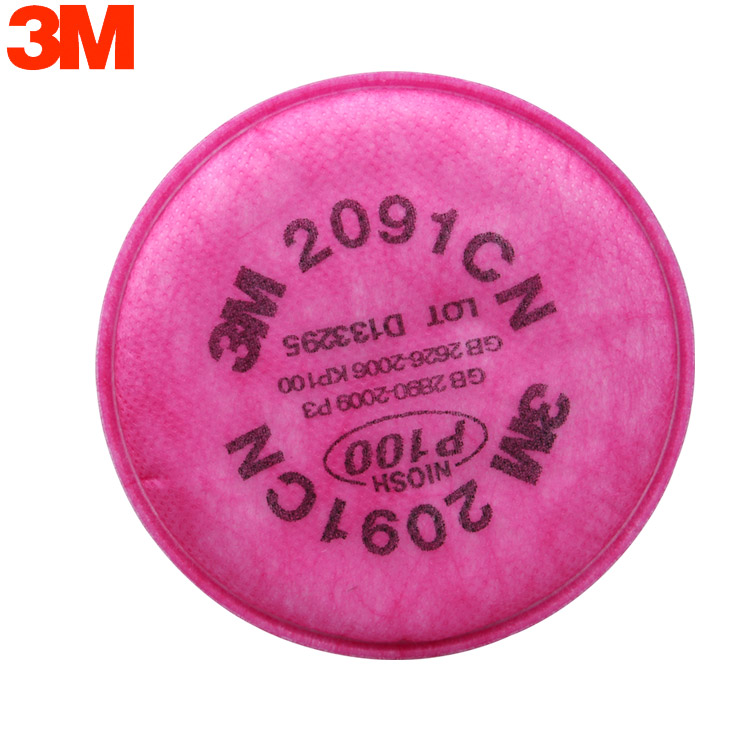 3M
3M 2091CN
LOT D133295
GB 2626-2006 KP100
GB 2890-2009 P3
P100
NIOSH
3M 2091CN